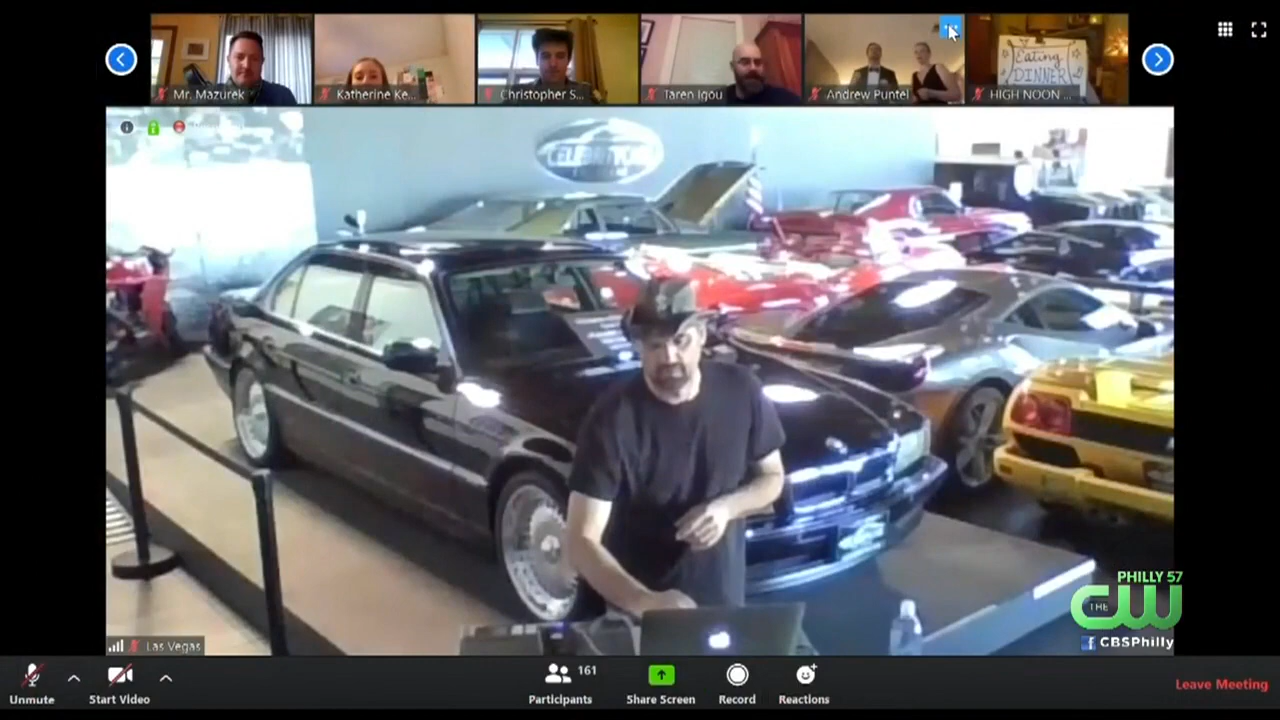 Mr. Mazurek
Katherine Ke...
Christopher S...
Taren Igou
Andrew Puntel
HIGH NOON ...
Eating
DINNER
Las Vegas
PHILLY 57
THE CW
CBSPhilly
Unmute
Start Video
161
Participants
Share Screen
Record
Reactions
Leave Meeting